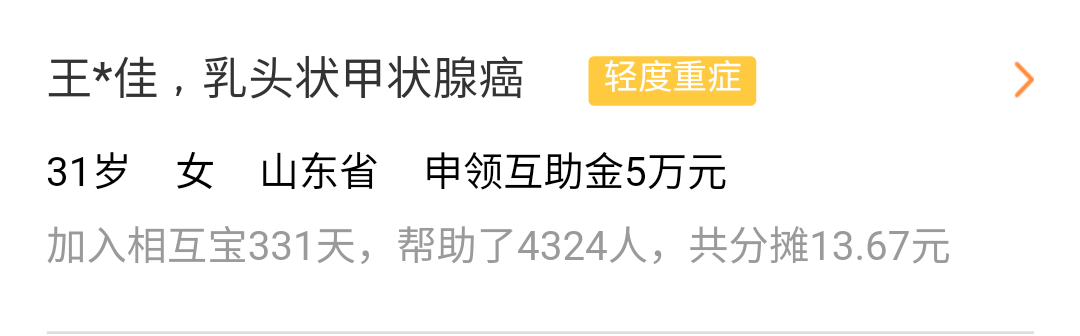 王*佳，乳头状甲状腺癌 轻度重症
31岁 女 山东省 申领互助金5万元
加入相互宝331天，帮助了4324人，共分摊13.67元